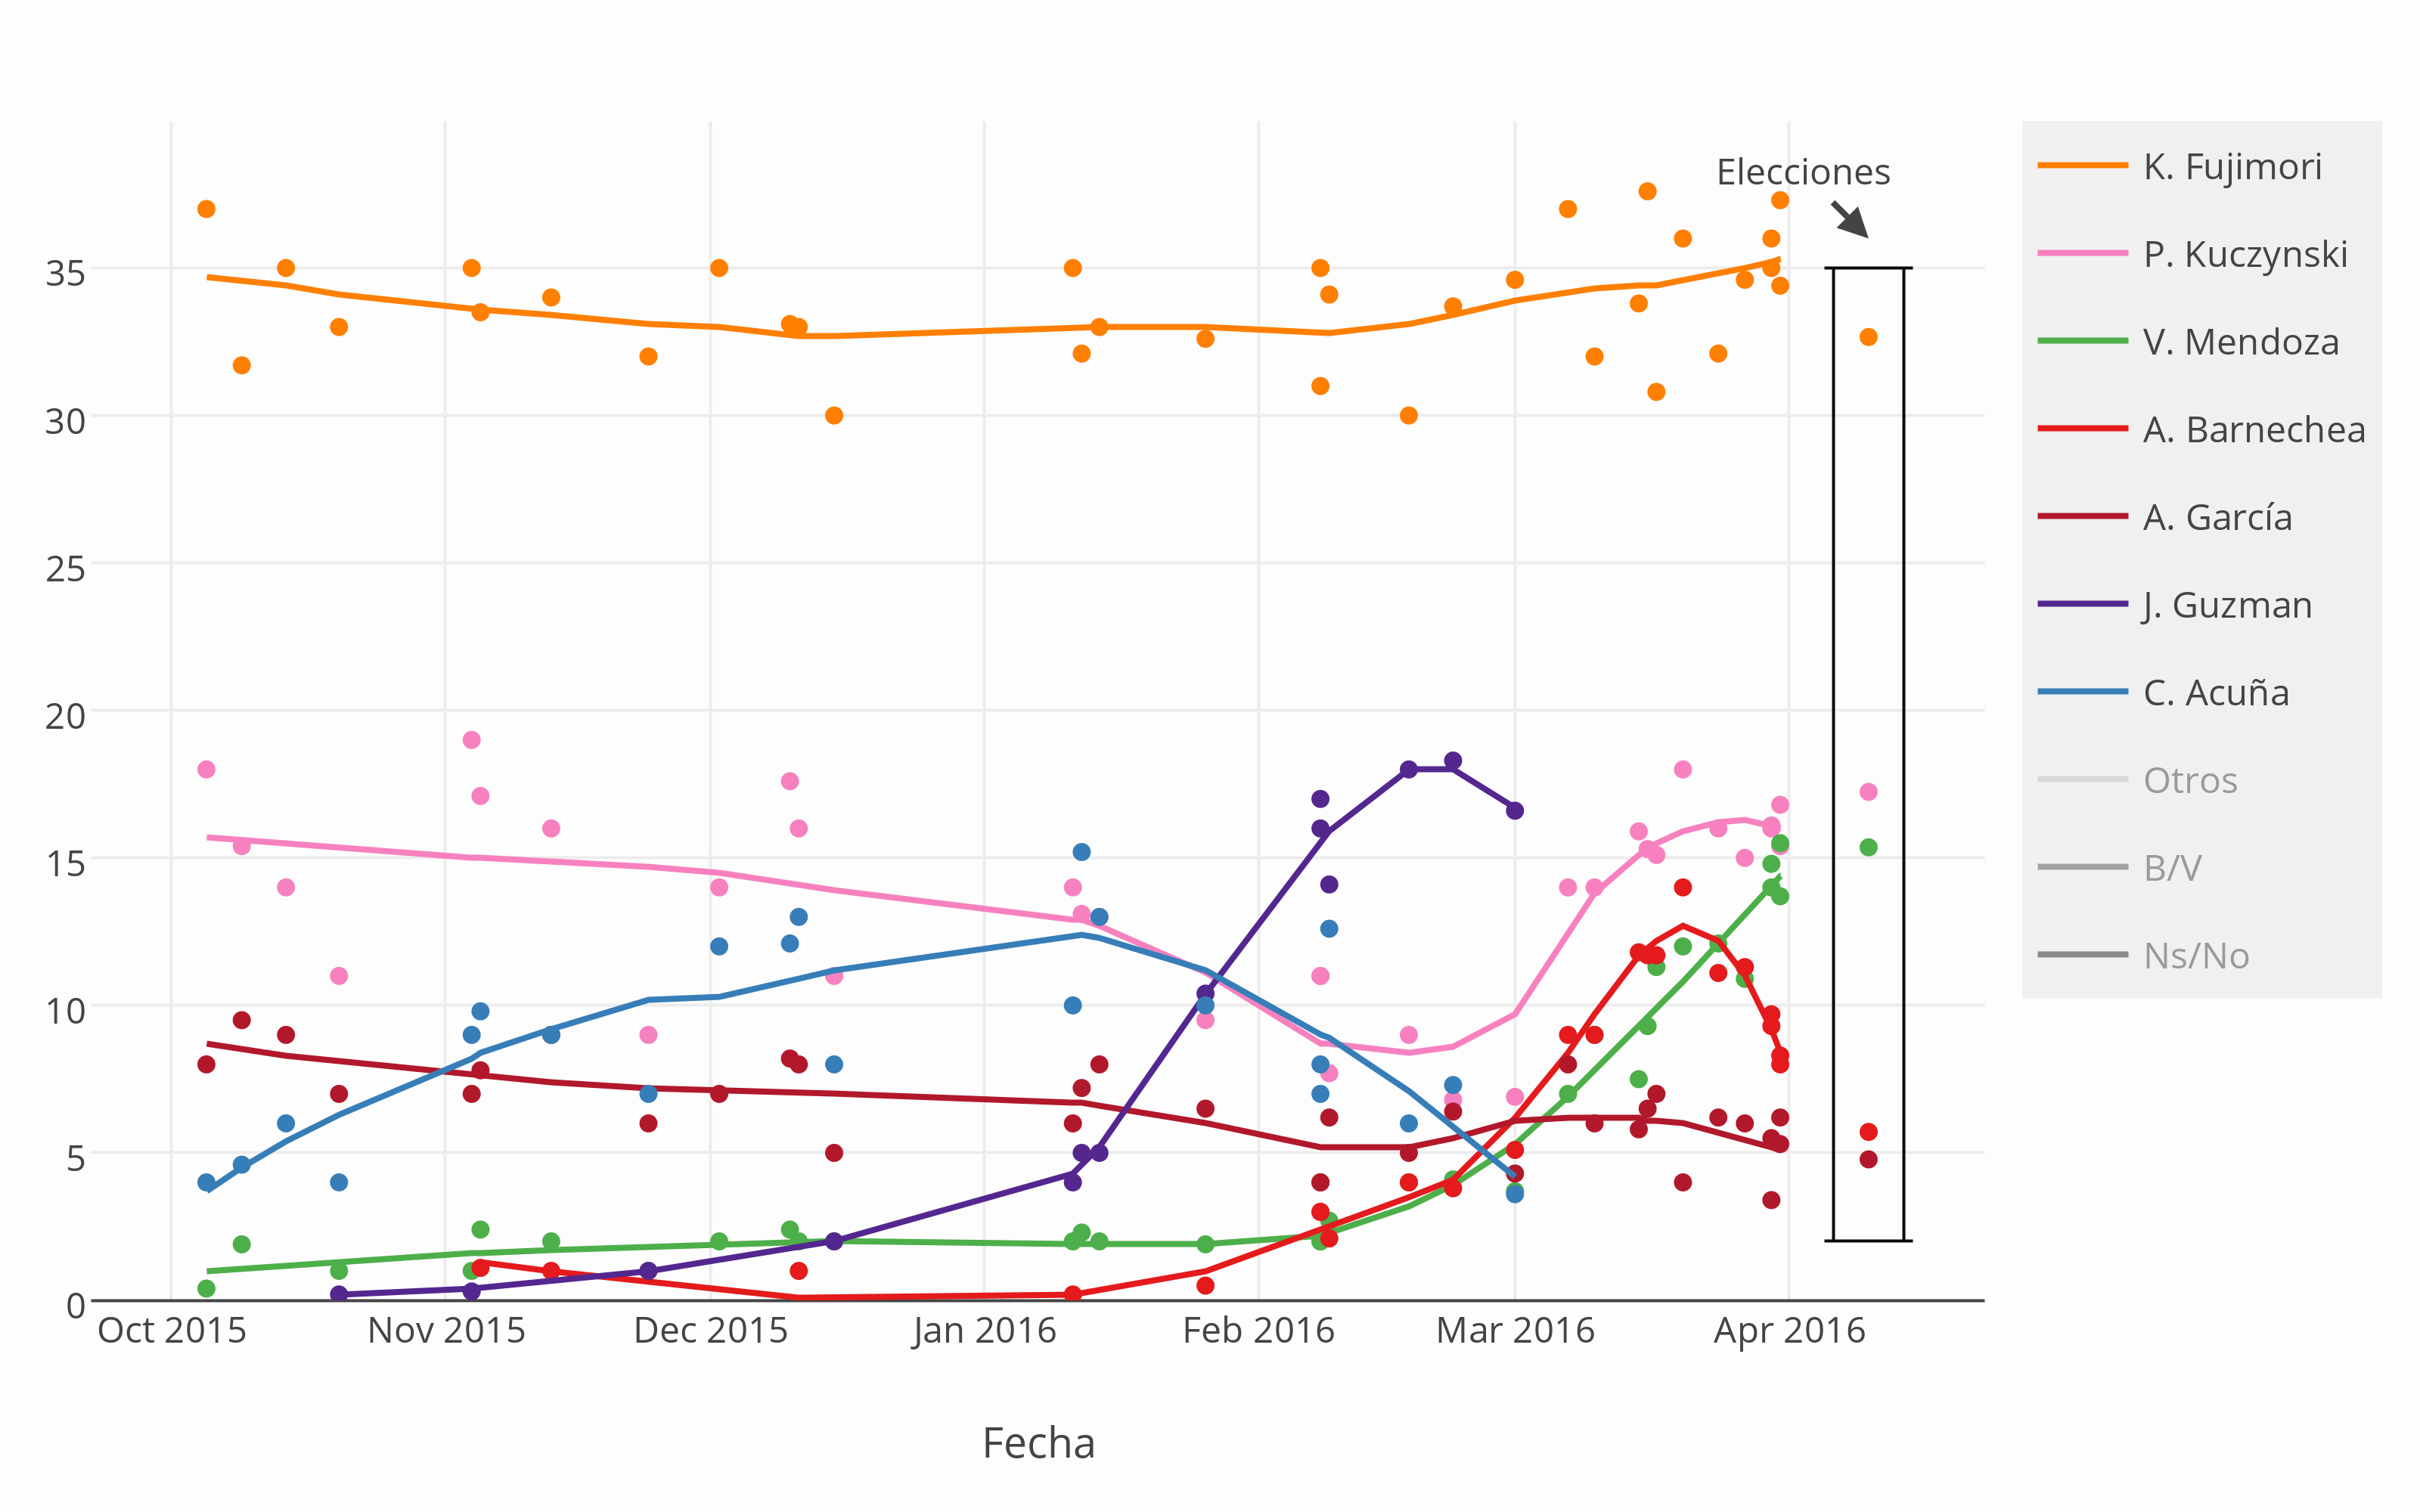 Elecciones
35
30
25
20
15
10
5
0
Oct 2015
Nov 2015
Dec 2015
Jan 2016
Feb 2016
Mar 2016
Apr 2016
Fecha
K. Fujimori
P. Kuczynski
V. Mendoza
A. Barnechea
A. García
J. Guzman
C. Acuña
Otros
B/V
Ns/No